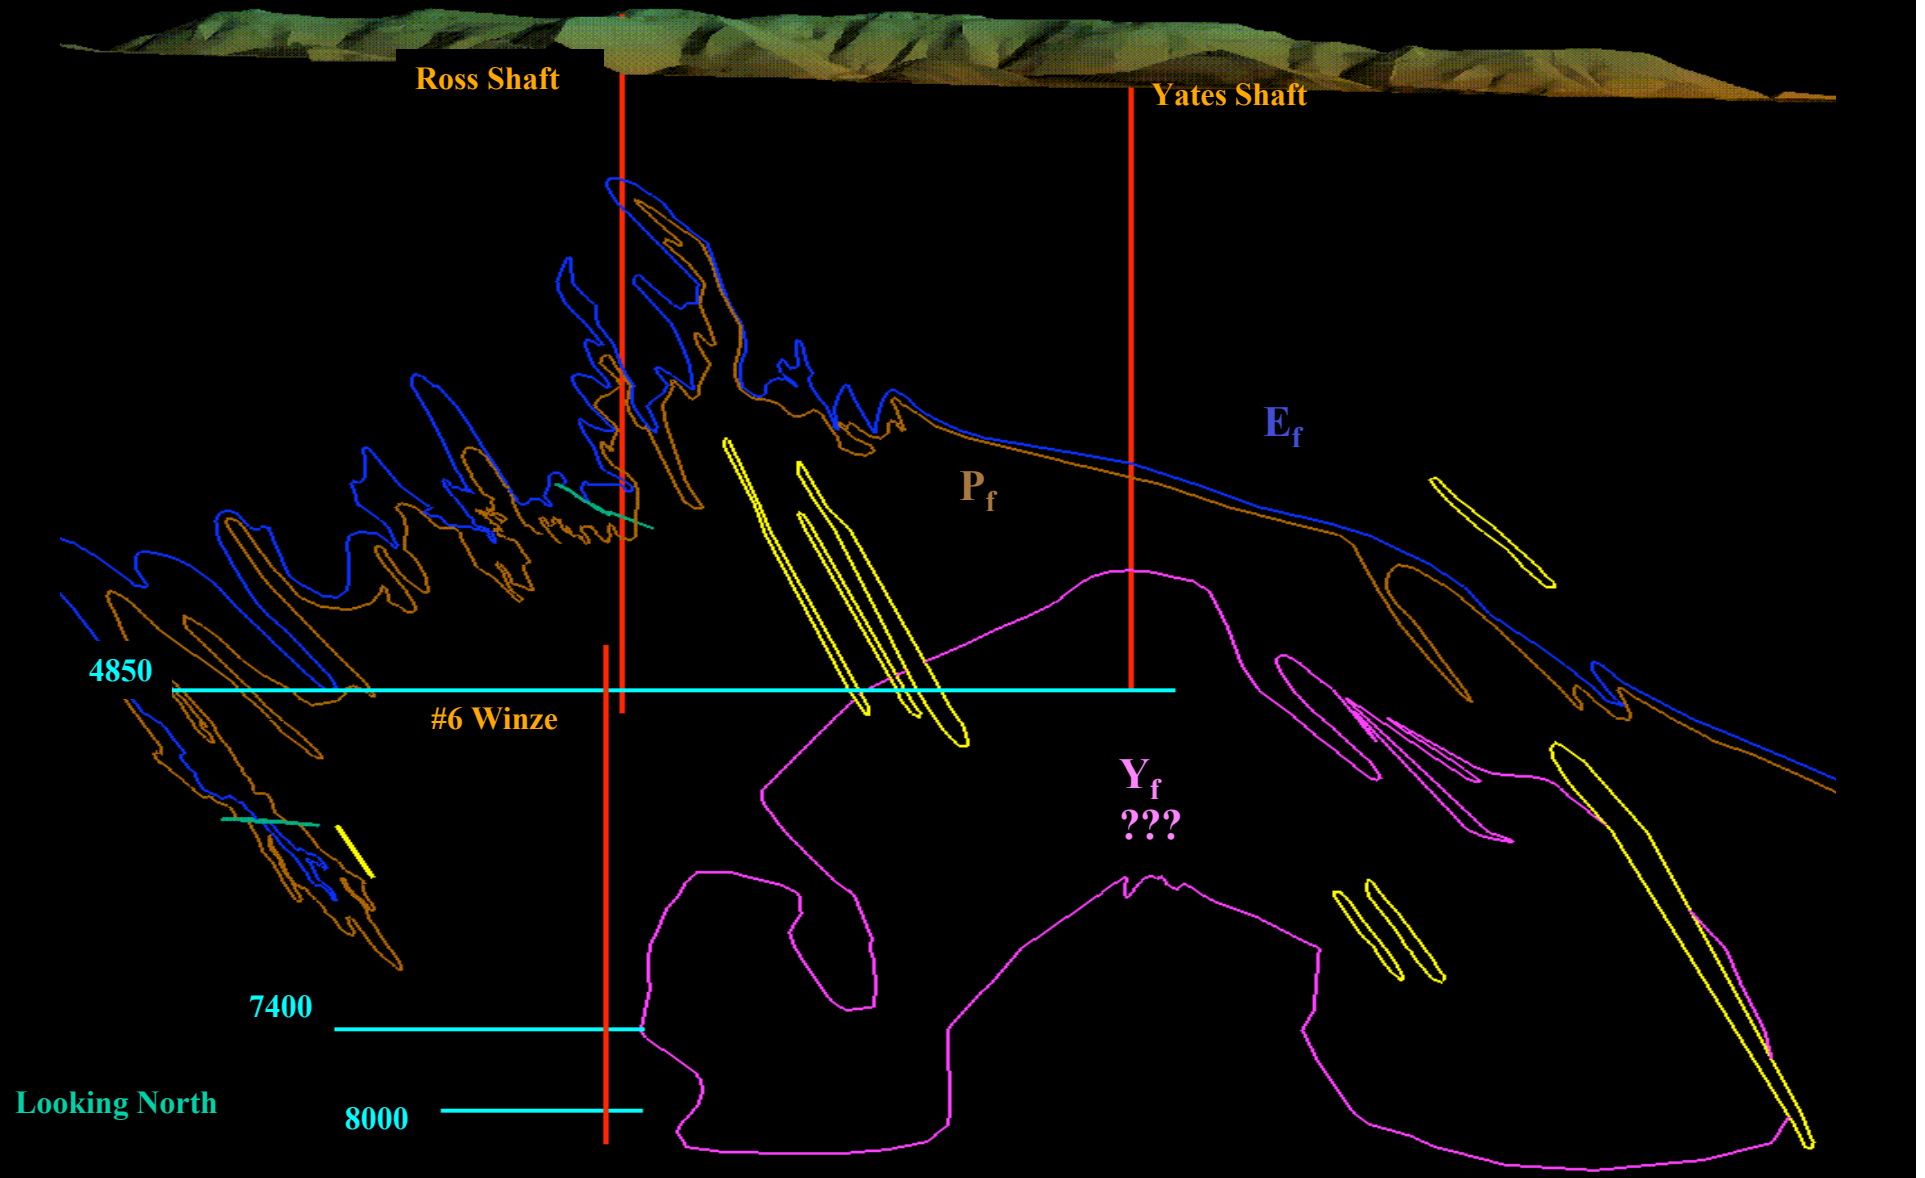 Ross Shaft
Yates Shaft
Ef
Pf
4850
#6 Winze
Yf
???
7400
8000
Looking North